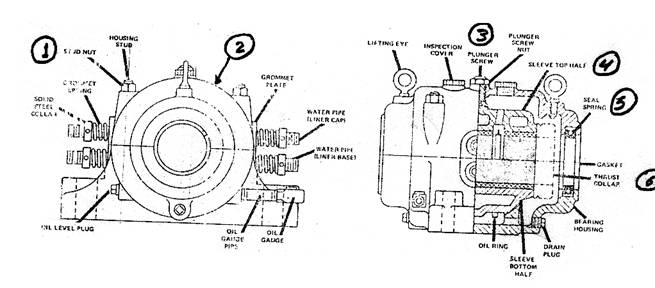 1
STUD NUT
HOUSING
STUD
2
GROMMET
SPRING
SOLID
STEEL
COLLAR
GROMMET
PLATE
WATER PIPE
(LINER CAP)
WATER PIPE
(LINER BASE)
OIL LEVEL PLUG
OIL
GAUGE
PIPE
OIL
GAUGE
LIFTING EYE
INSPECTION
COVER
3
PLUNGER
SCREW
PLUNGER
SCREW
NUT
SLEEVE TOP HALF
4
SEAL
SPRING
5
GASKET
THRUST
COLLAR
6
BEARING
HOUSING
OIL RING
SLEEVE
BOTTOM
HALF
DRAIN
PLUG